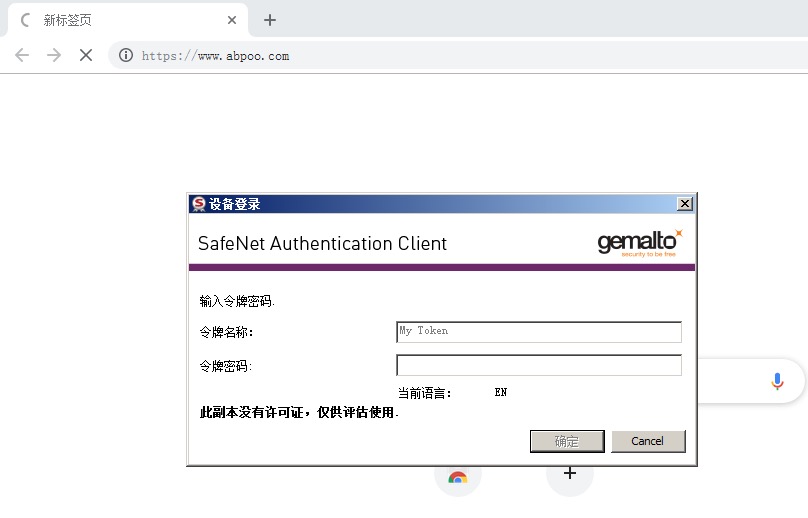 新标签页
https://www.abpoo.com
设备登录
SafeNet Authentication Client
gemalto
security to be free
输入令牌密码.
令牌名称:
My Token
令牌密码:
当前语言: EN
此副本没有许可证，仅供评估使用.
确定 Cancel